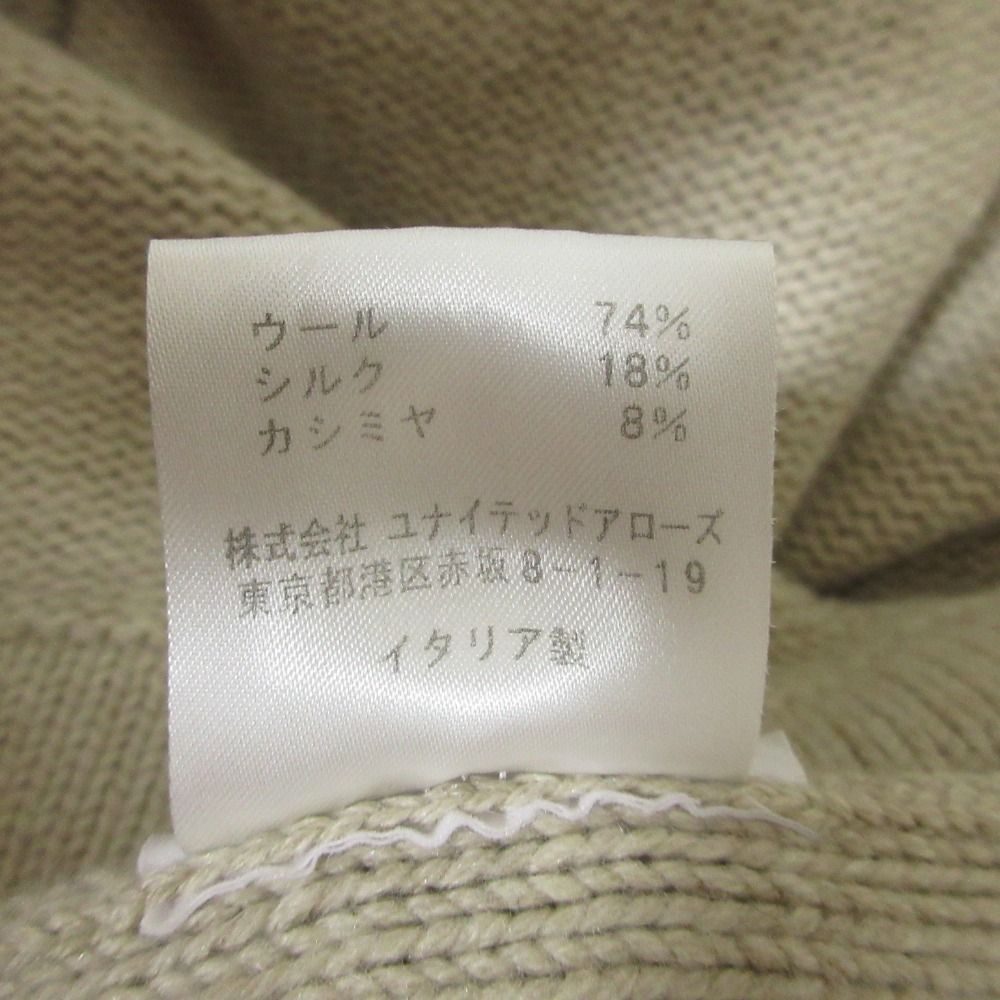 ウール 74%
シルク 18%
カシミヤ 8%
株式会社 ユナイテッドアローズ
東京都港区赤坂8-1-19
イタリア製